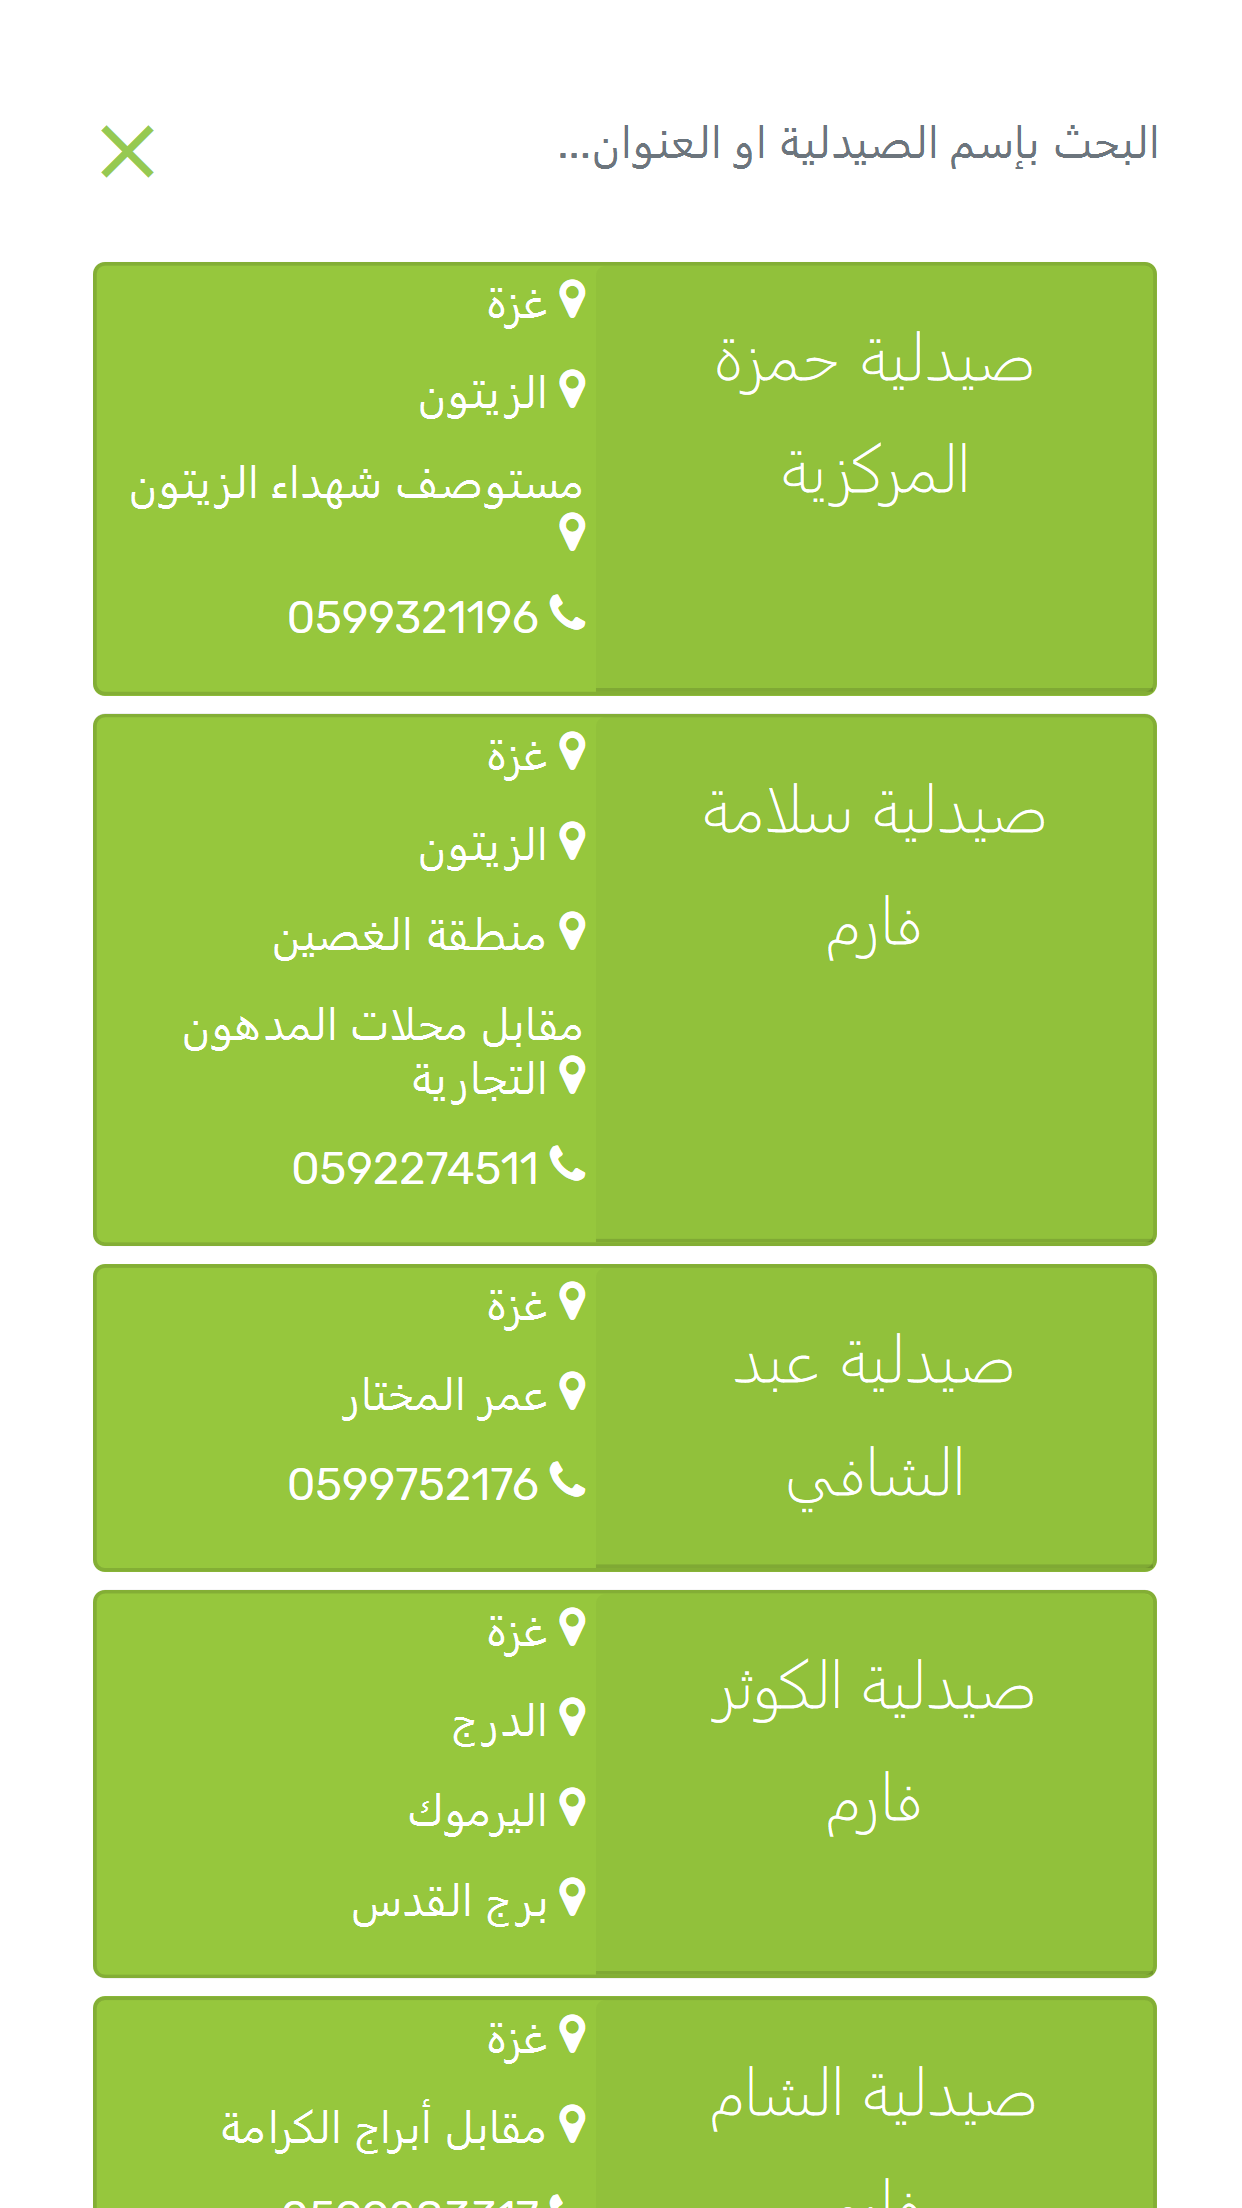 البحث بإسم الصيدلية او العنوان...
صيدلية حمزة
المركزية
غزة
الزيتون
مستوصف شهداء الزيتون
0599321196
صيدلية سلامة
فارم
غزة
الزيتون
منطقة الغصين
مقابل محلات المدهون
التجارية
0592274511
صيدلية عبد
الشافي
غزة
عمر المختار
0599752176
صيدلية الكوثر
فارم
غزة
الدرج
اليرموك
برج القدس
صيدلية الشام
غزة
مقابل أبراج الكرامة